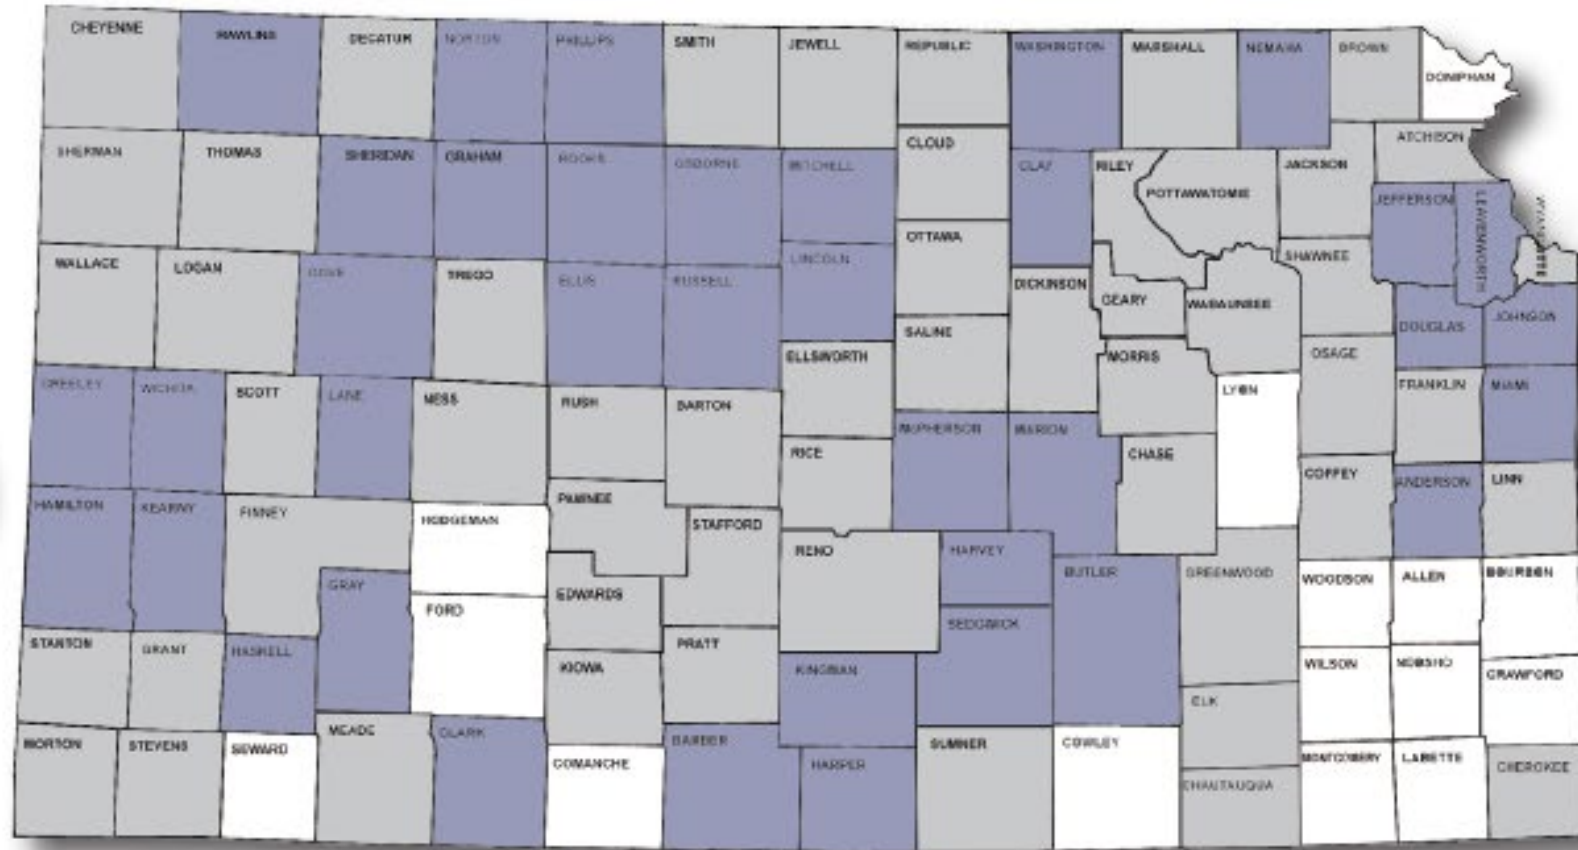 CHEYENNE
RAWLINS
DECATUR
NORTON
PHILLIPS
SMITH
JEWELL
REPUBLIC
WASHINGTON
MARSHALL
NEMAHA
BROWN
DONIPHAN
SHERMAN
THOMAS
SHERIDAN
GRAHAM
ROOKS
OSBORNE
MITCHELL
CLOUD
CLAY
RILEY
POTTAWATOMIE
JACKSON
ATCHISON
JEFFERSON
LEAVENWORTH
WYANDOTTE
WALLACE
LOGAN
GOVE
TREGO
ELLIS
RUSSELL
LINCOLN
OTTAWA
DICKINSON
GEARY
WABAUNSEE
SHAWNEE
DOUGLAS
JOHNSON
GREELEY
WICHITA
SCOTT
LANE
NESS
RUSH
BARTON
ELLSWORTH
SALINE
MORRIS
LYON
OSAGE
FRANKLIN
MIAMI
HAMILTON
KEARNY
FINNEY
HODGEMAN
PAWNEE
STAFFORD
RICE
McPHERSON
MARION
CHASE
COFFEY
ANDERSON
LINN
GRAY
FORD
EDWARDS
RENO
HARVEY
BUTLER
GREENWOOD
WOODSON
ALLEN
BOURBON
STANTON
GRANT
HASKELL
KIOWA
PRATT
KINGMAN
SEDGWICK
ELK
WILSON
NEOSHO
CRAWFORD
MORTON
STEVENS
SEWARD
MEADE
CLARK
COMANCHE
BARBER
HARPER
SUMNER
COWLEY
CHAUTAUQUA
MONTGOMERY
LABETTE
CHEROKEE